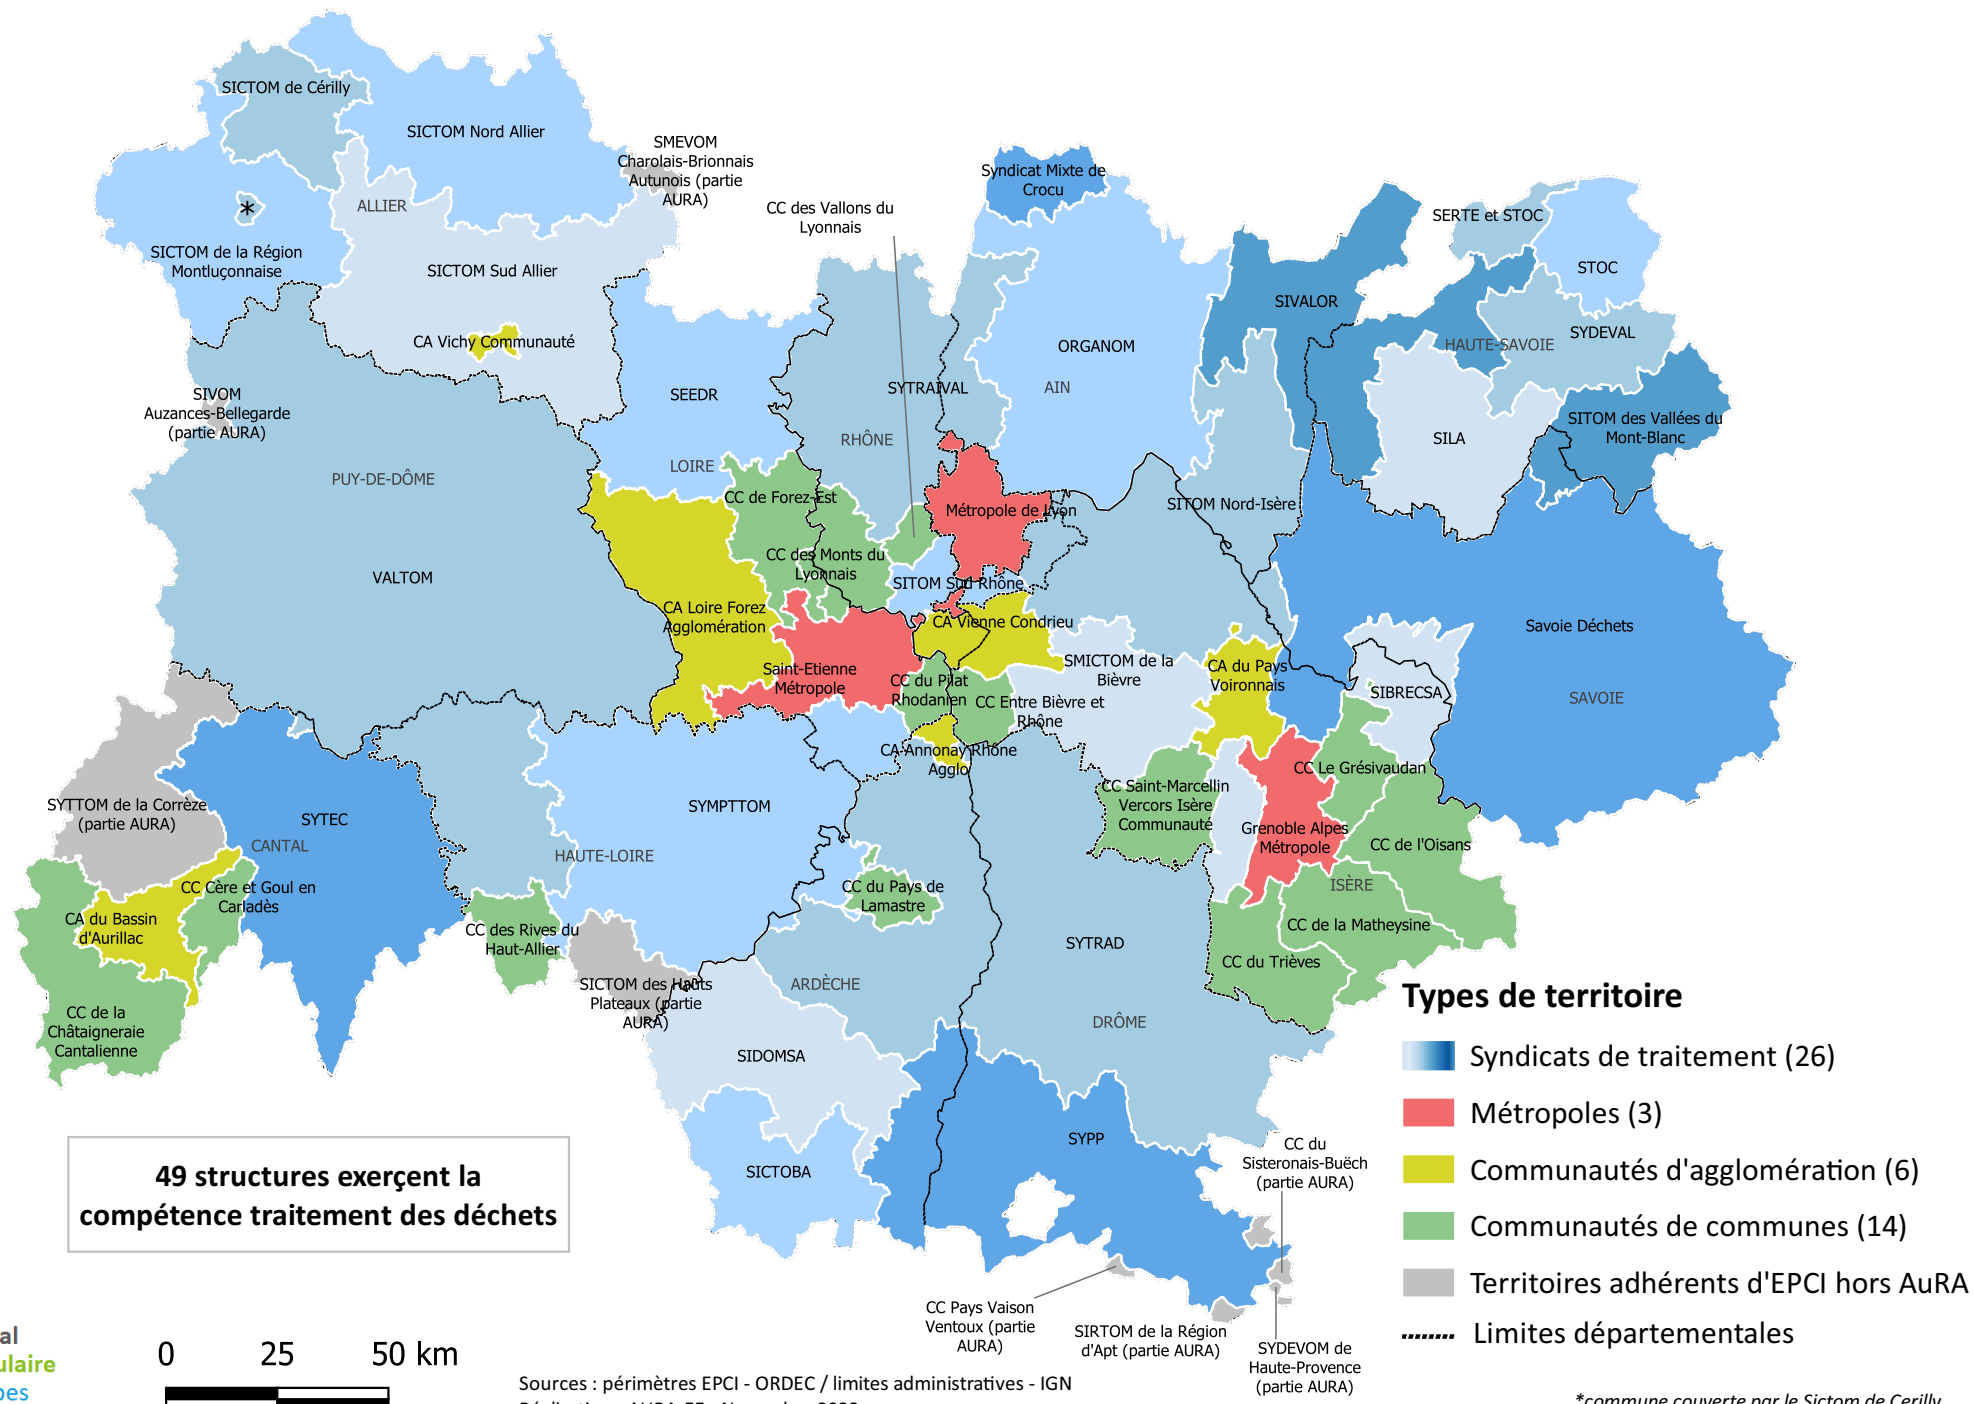 SICTOM de Cérilly
SICTOM Nord Allier
SMEVOM
Charolais-Brionnais
Autunois (partie
AURA)
Syndicat Mixte de
Crocu
CC des Vallons du
Lyonnais
ALLIER
*
SERTE et STOC
SICTOM de la Région
Montluçonnaise
SICTOM Sud Allier
STOC
SIVALOR
CA Vichy Communauté
ORGANOM
HAUTE-SAVOIE
SYDEVAL
SIVOM
Auzances-Bellegarde
(partie AURA)
SEEDR
SYTRAIVAL
AIN
RHÔNE
SILA
SITOM des Vallées du
Mont-Blanc
LOIRE
PUY-DE-DÔME
CC de Forez-Est
Métropole de Lyon
SITOM Nord-Isère
CC des Monts du
Lyonnais
VALTOM
SITOM Sud Rhône
CA Loire Forez
Agglomération
CA Vienne Condrieu
Savoie Déchets
SMICTOM de la
Bièvre
CA du Pays
Voironnais
Saint-Etienne
Métropole
CC du Pilat
Rhodanien
SIBRECSA
SAVOIE
CC Entre Bièvre et
Rhône
CA Annonay Rhône
Agglo
CC Le Grésivaudan
SYTTOM de la Corrèze
(partie AURA)
SYTEC
SYMPTTOM
CC Saint-Marcellin
Vercors Isère
Communauté
Grenoble Alpes
Métropole
CC de l'Oisans
CANTAL
HAUTE-LOIRE
ISÈRE
CC Cère et Goul en
Carladès
CC du Pays de
Lamastre
CA du Bassin
d'Aurillac
CC des Rives du
Haut-Allier
SYTRAD
CC de la Matheysine
CC du Trièves
SICTOM des Hauts
Plateaux (partie
AURA)
ARDÈCHE
DRÔME
CC de la
Châtaigneraie
Cantalienne
SIDOMSA
SYPP
SICTOBA
CC du
Sisteronais-Buëch
(partie AURA)
CC Pays Vaison
Ventoux (partie
AURA)
SIRTOM de la Région
d'Apt (partie AURA)
SYDEVOM de
Haute-Provence
(partie AURA)
Types de territoire
Syndicats de traitement (26)
Métropoles (3)
Communautés d'agglomération (6)
Communautés de communes (14)
Territoires adhérents d'EPCI hors AuRA
Limites départementales
49 structures exerçent la
compétence traitement des déchets
0 25 50 km
Sources : périmètres EPCI - ORDEC / limites administratives - IGN
*commune couverte par le Sictom de Cerilly